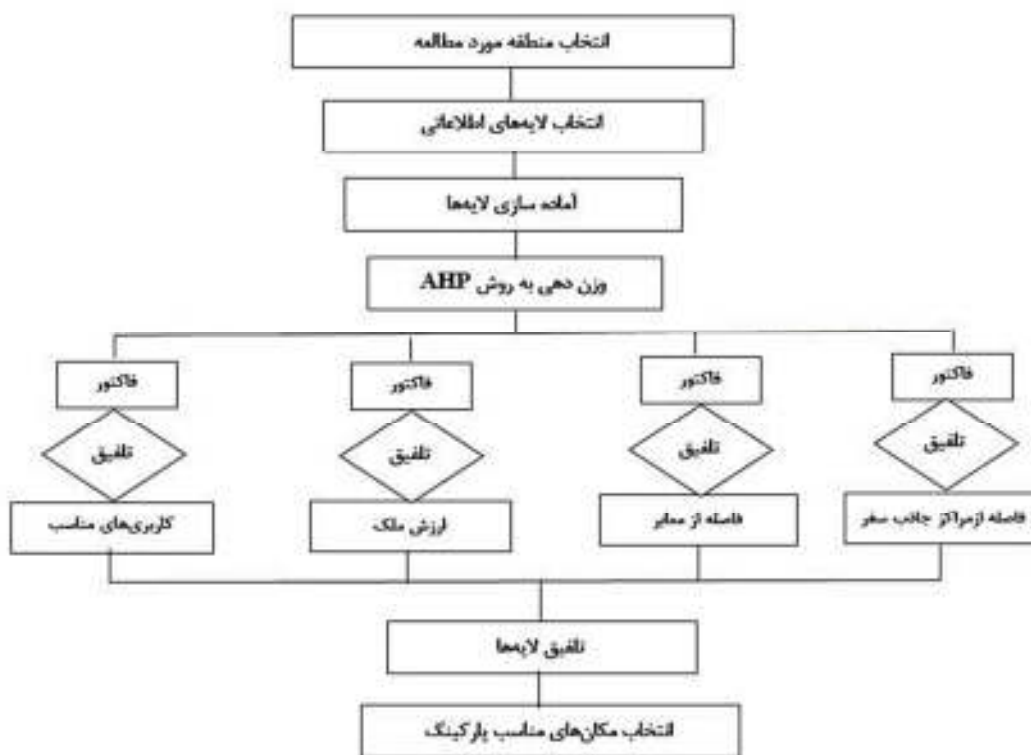 انتخاب منطقه مورد مطالعه
انتخاب لایه‌های اطلاعاتی
آماده سازی لایه‌ها
وزن دهی به روش AHP
فاکتور
فاکتور
فاکتور
فاکتور
تلفیق
تلفیق
تلفیق
تلفیق
فاصله ازمراکز جاذب سفر
فاصله از معابر
ارزش ملک
کاربری‌های مناسب
تلفیق لایه‌ها
انتخاب مکان‌های مناسب پارکینگ